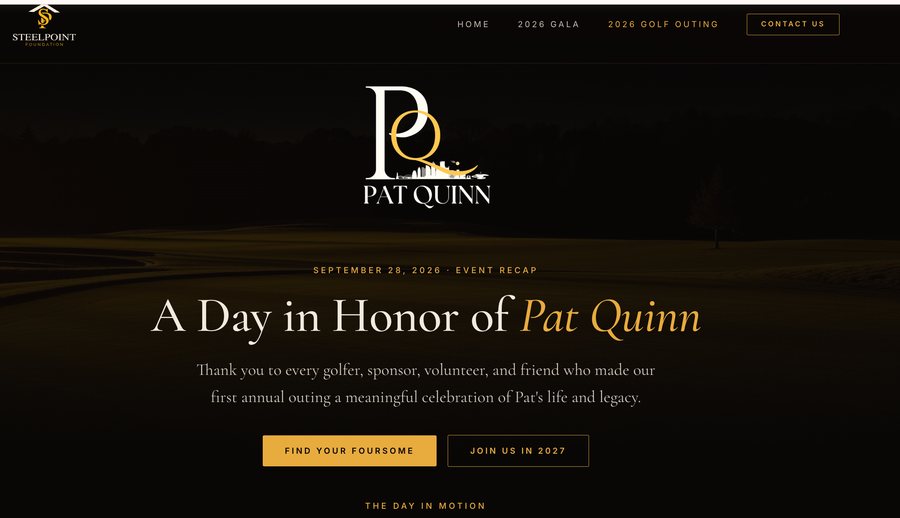 STEELPOINT
FOUNDATION
HOME
2026 GALA
2026 GOLF OUTING
CONTACT US
PQ
PAT QUINN
SEPTEMBER 28, 2026 · EVENT RECAP
A Day in Honor of Pat Quinn
Thank you to every golfer, sponsor, volunteer, and friend who made our
first annual outing a meaningful celebration of Pat's life and legacy.
FIND YOUR FOURSOME
JOIN US IN 2027
THE DAY IN MOTION